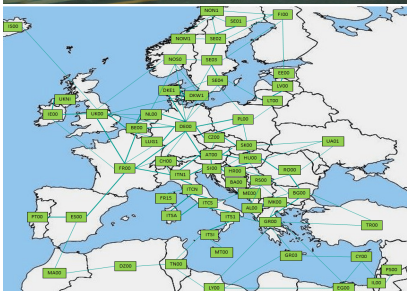 NON1
FI00
SE01
IS00
NOM1
SE02
NOS0
SE03
EE00
SE04
LV00
DKE1
DKW1
LT00
UKNI
IE00
UK00
NL00
PL00
BE00
DE00
CZ00
UA01
LUG1
SK00
AT00
HU00
FR00
CH00
SI00
RO00
ITN1
HR00
RS00
BA00
ITCN
ME00
BG00
FR15
ITCS
MK00
AL00
PT00
ES00
ITSA
ITS1
GR00
TR00
ITSI
MT00
GR03
CY00
TN00
DZ00
MA00
PS00
LY00
EG00
IL00